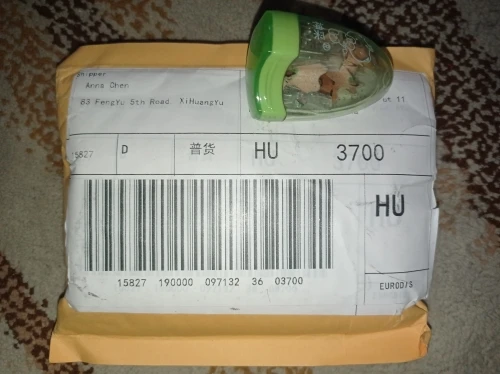 Shipper
Anna Chen
63 FengYu 5th Road XiHuangYu
15827 D 普货 HU 3700
HU
15827 190000 097132 36 03700
EUROD/S